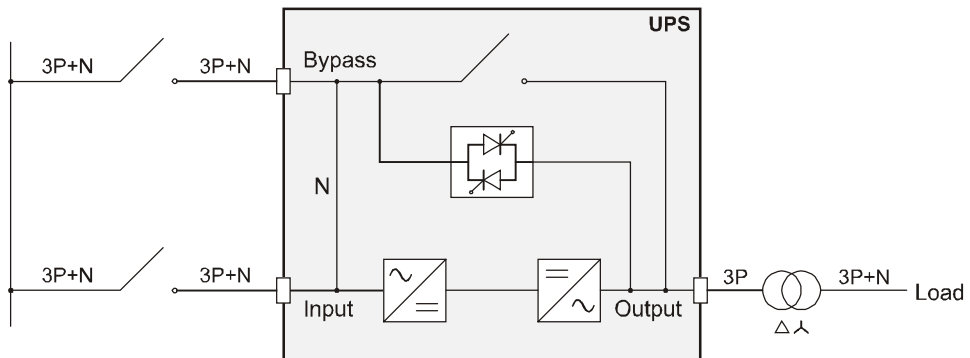 UPS
3P+N
3P+N
Bypass
N
3P+N
3P+N
Input
Output
3P
3P+N
Load